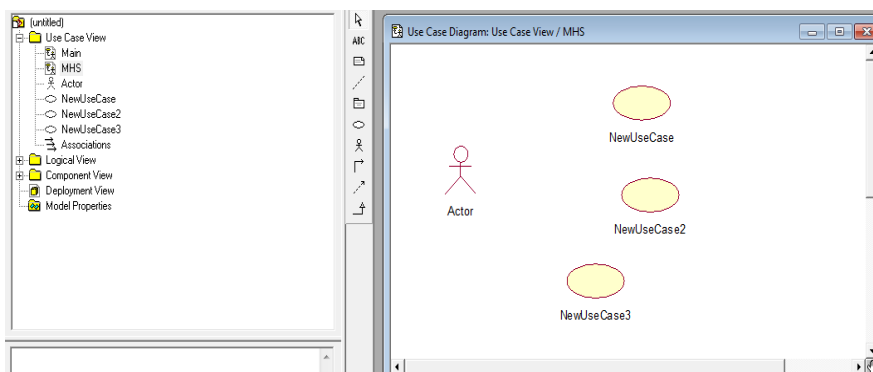 (untitled)
Use Case View
Main
MHS
Actor
NewUseCase
NewUseCase2
NewUseCase3
Associations
Logical View
Component View
Deployment View
Model Properties
ABC
Use Case Diagram: Use Case View / MHS
NewUseCase
Actor
NewUseCase2
NewUseCase3